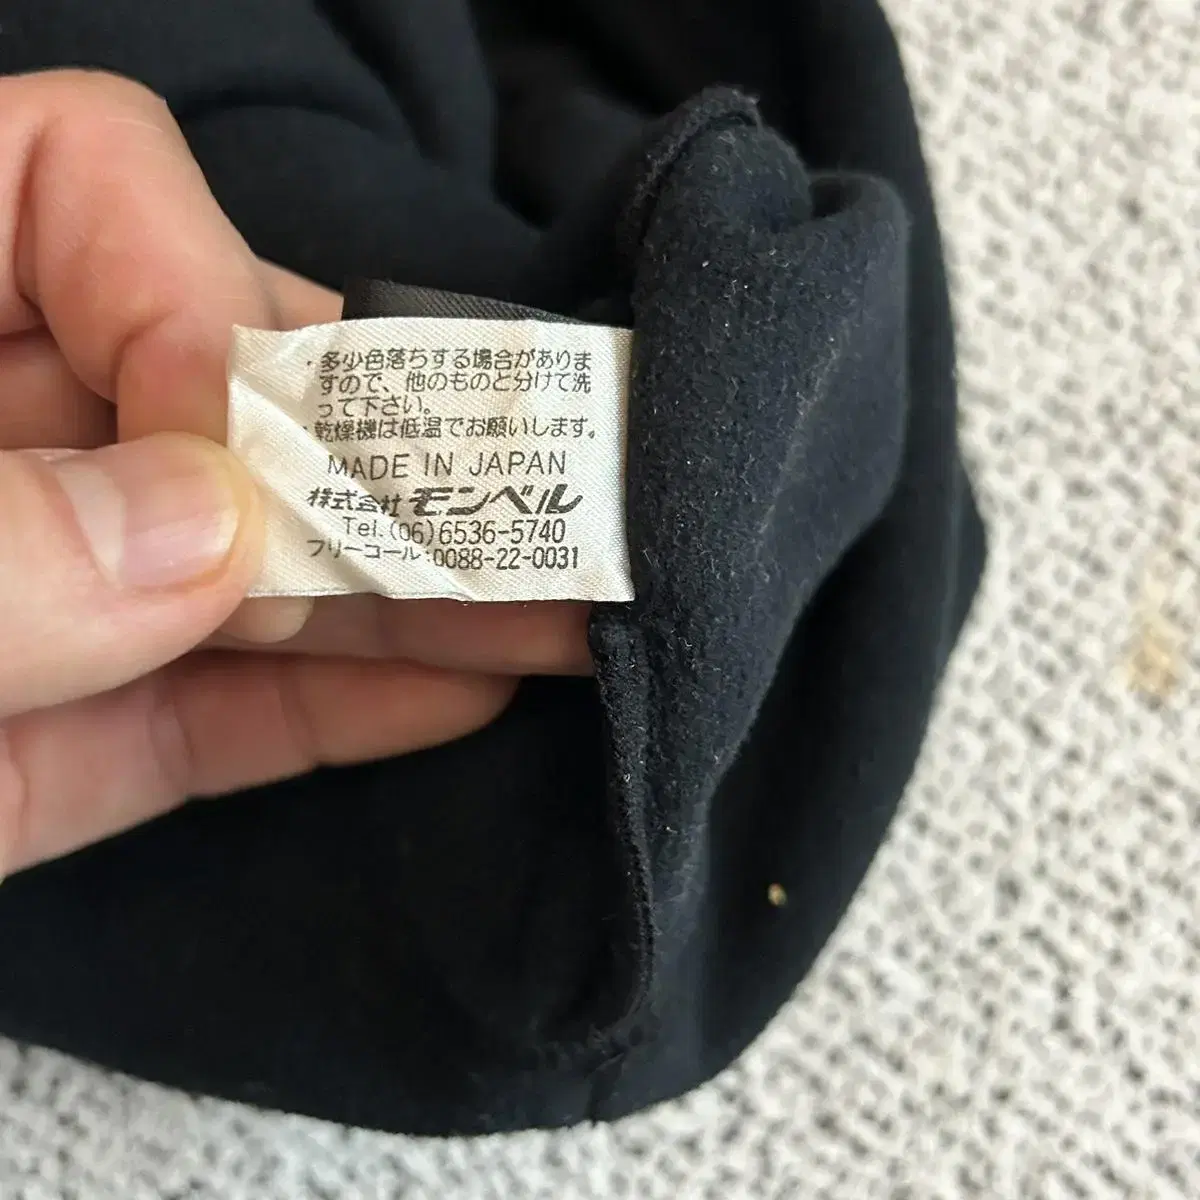 ・多少色落ちする場合がありま
すので、他のものと分けて洗
って下さい。
・乾燥機は低温でお願いします。
MADE IN JAPAN
株式会社 モンベル
Tel.(06)6536-5740
フリーコール:0088-22-0031